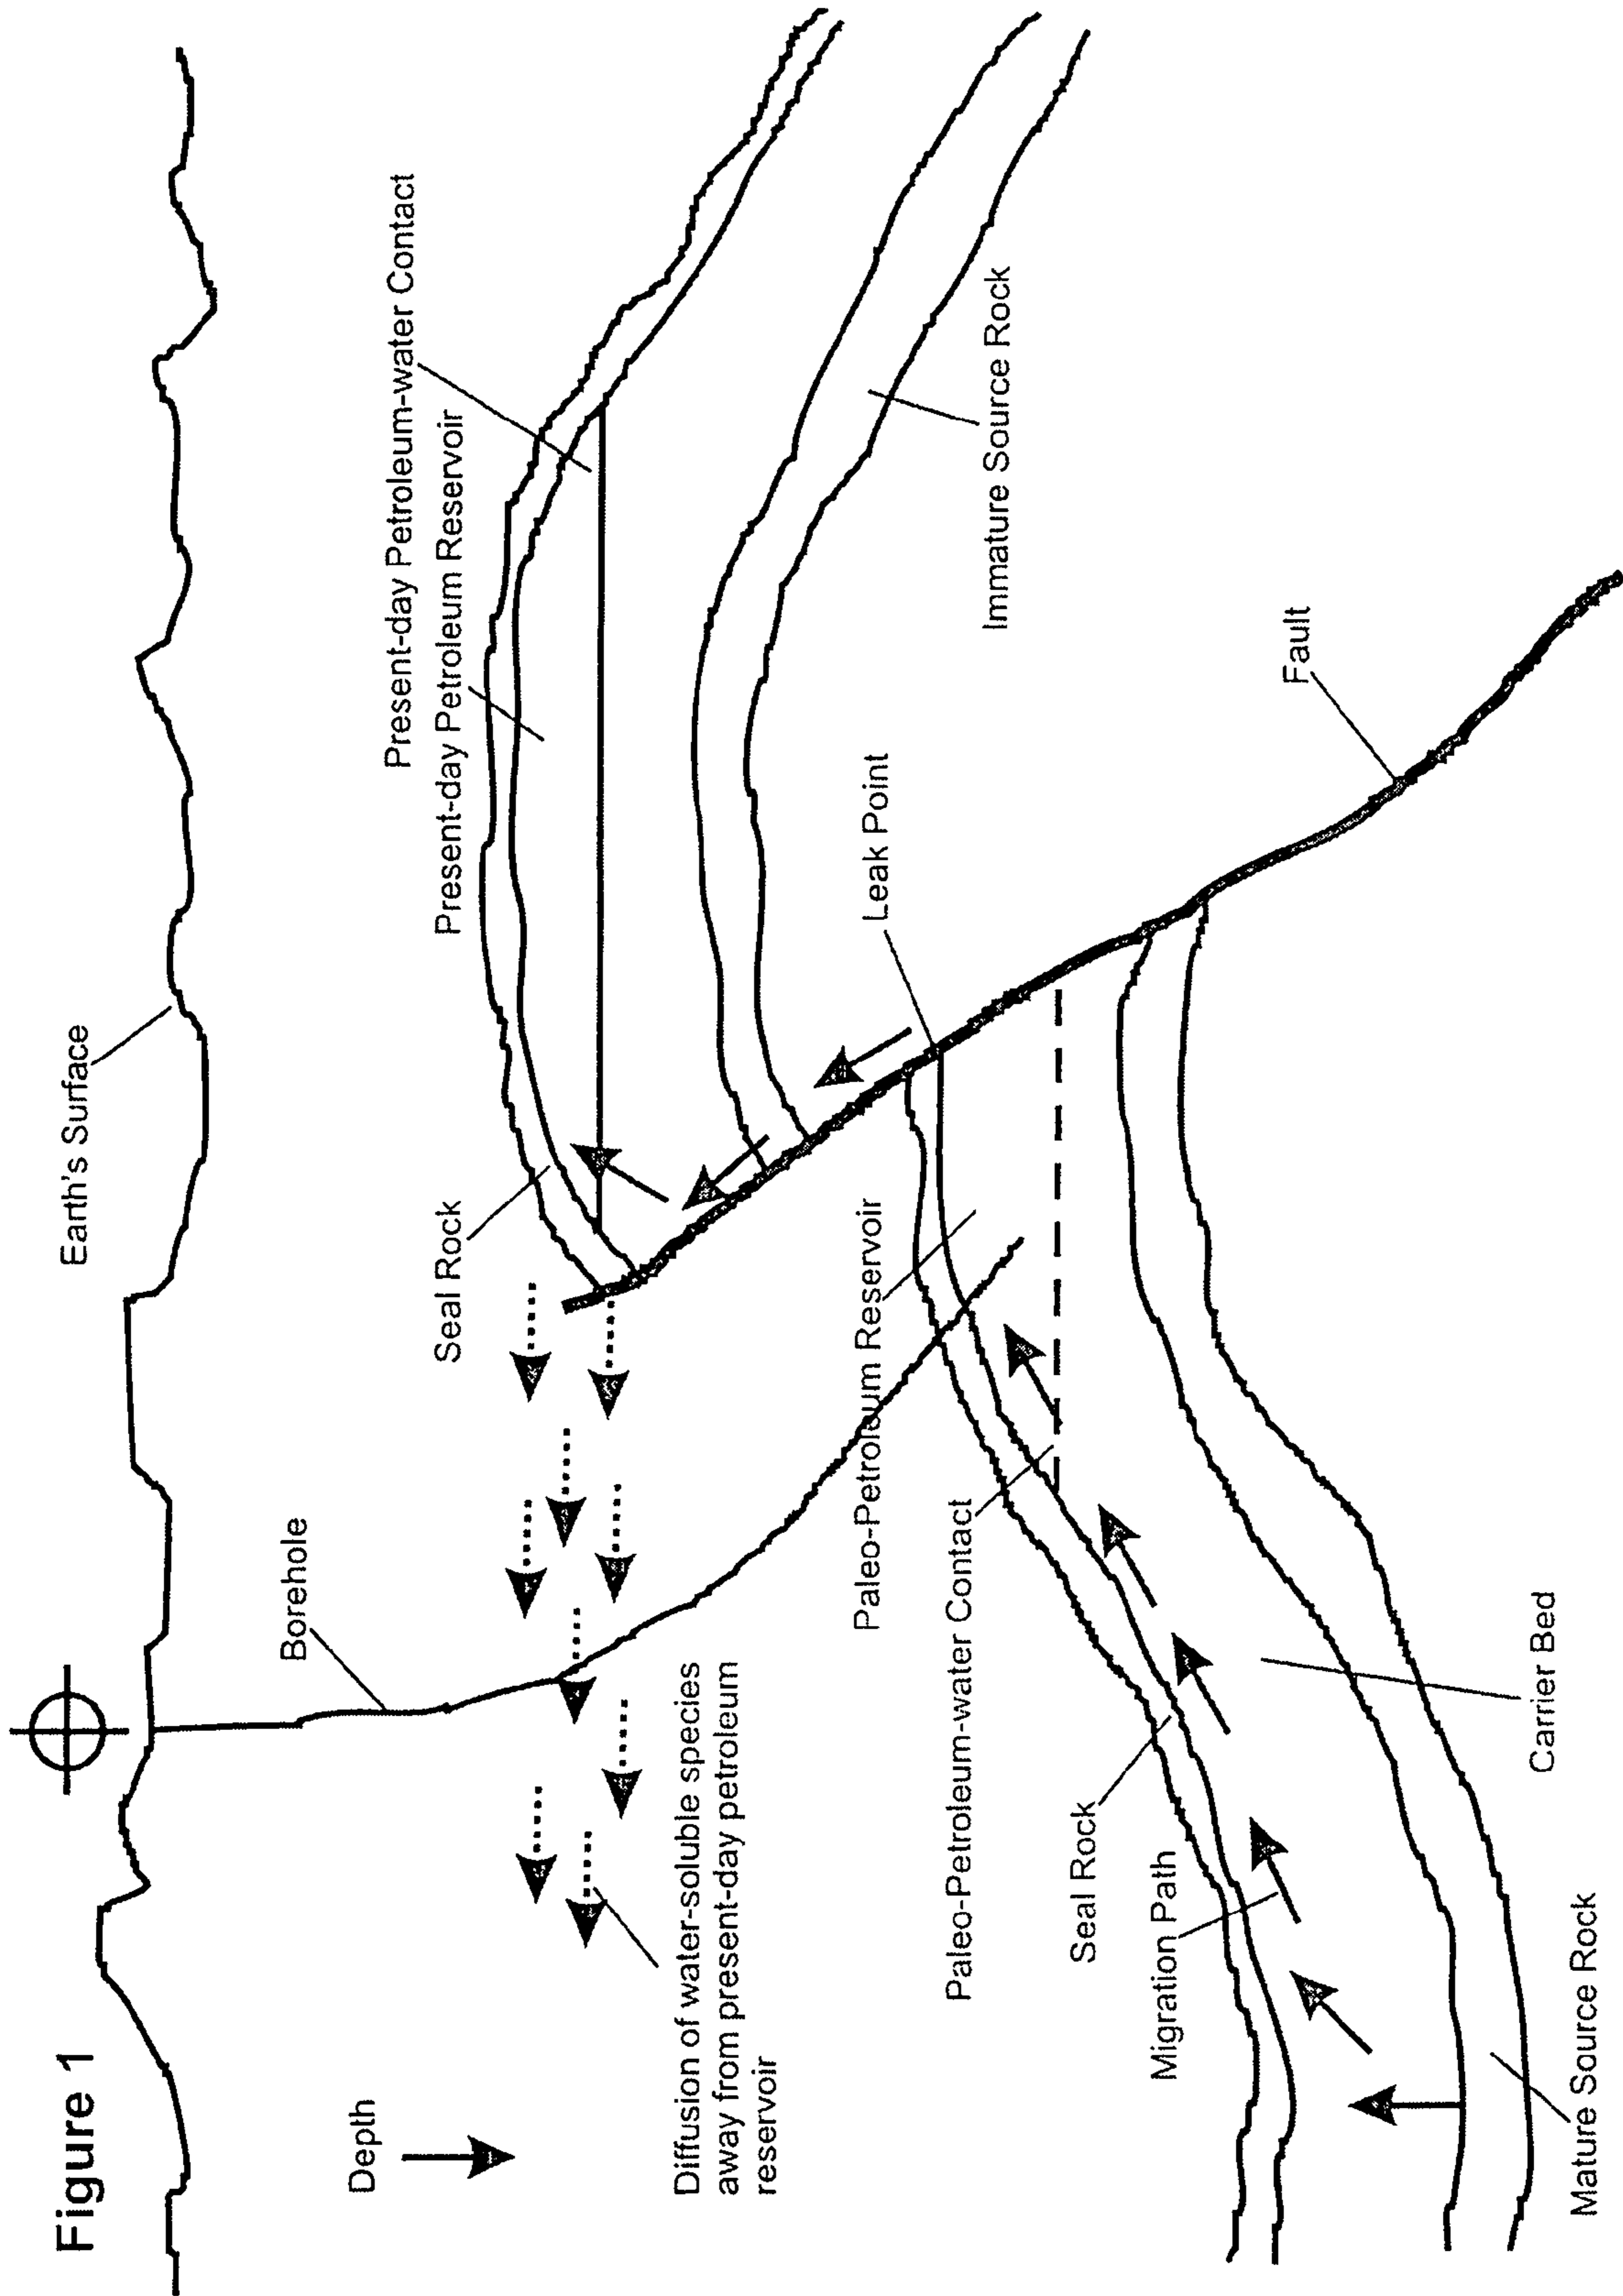 Figure 1
Earth's Surface
Depth
Borehole
Seal Rock
Present-day Petroleum-water Contact
Present-day Petroleum Reservoir
Diffusion of water-soluble species
away from present-day petroleum
reservoir
Paleo-Petroleum Reservoir
Leak Point
Immature Source Rock
Paleo-Petroleum-water Contact
Seal Rock
Migration Path
Fault
Carrier Bed
Mature Source Rock